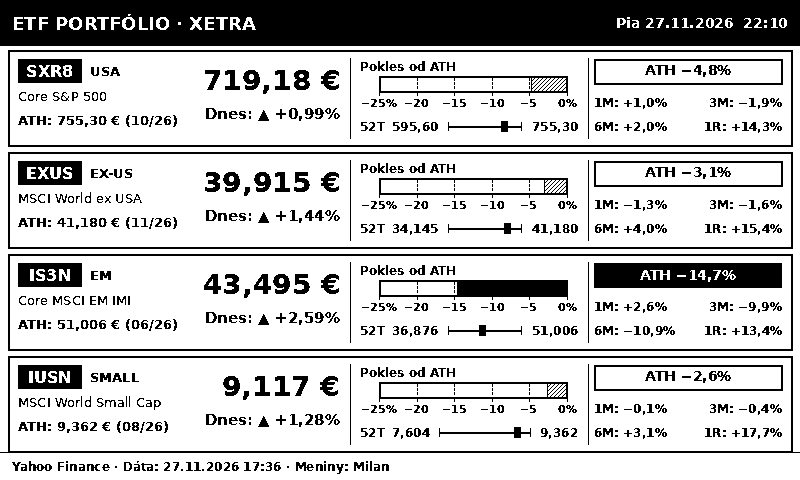 ETF PORTFÓLIO · XETRA Pia 27.11.2026 22:10
SXR8 USA
Core S&P 500
ATH: 755,30 € (10/26)
719,18 €
Dnes: ▲ +0,99%
Pokles od ATH
−25% −20 −15 −10 −5 0%
52T 595,60 755,30
ATH −4,8%
1M: +1,0% 3M: −1,9%
6M: +2,0% 1R: +14,3%
EXUS EX-US
MSCI World ex USA
ATH: 41,180 € (11/26)
39,915 €
Dnes: ▲ +1,44%
Pokles od ATH
−25% −20 −15 −10 −5 0%
52T 34,145 41,180
ATH −3,1%
1M: −1,3% 3M: −1,6%
6M: +4,0% 1R: +15,4%
IS3N EM
Core MSCI EM IMI
ATH: 51,006 € (06/26)
43,495 €
Dnes: ▲ +2,59%
Pokles od ATH
−25% −20 −15 −10 −5 0%
52T 36,876 51,006
ATH −14,7%
1M: +2,6% 3M: −9,9%
6M: −10,9% 1R: +13,4%
IUSN SMALL
MSCI World Small Cap
ATH: 9,362 € (08/26)
9,117 €
Dnes: ▲ +1,28%
Pokles od ATH
−25% −20 −15 −10 −5 0%
52T 7,604 9,362
ATH −2,6%
1M: −0,1% 3M: −0,4%
6M: +3,1% 1R: +17,7%
Yahoo Finance · Dáta: 27.11.2026 17:36 · Meniny: Milan